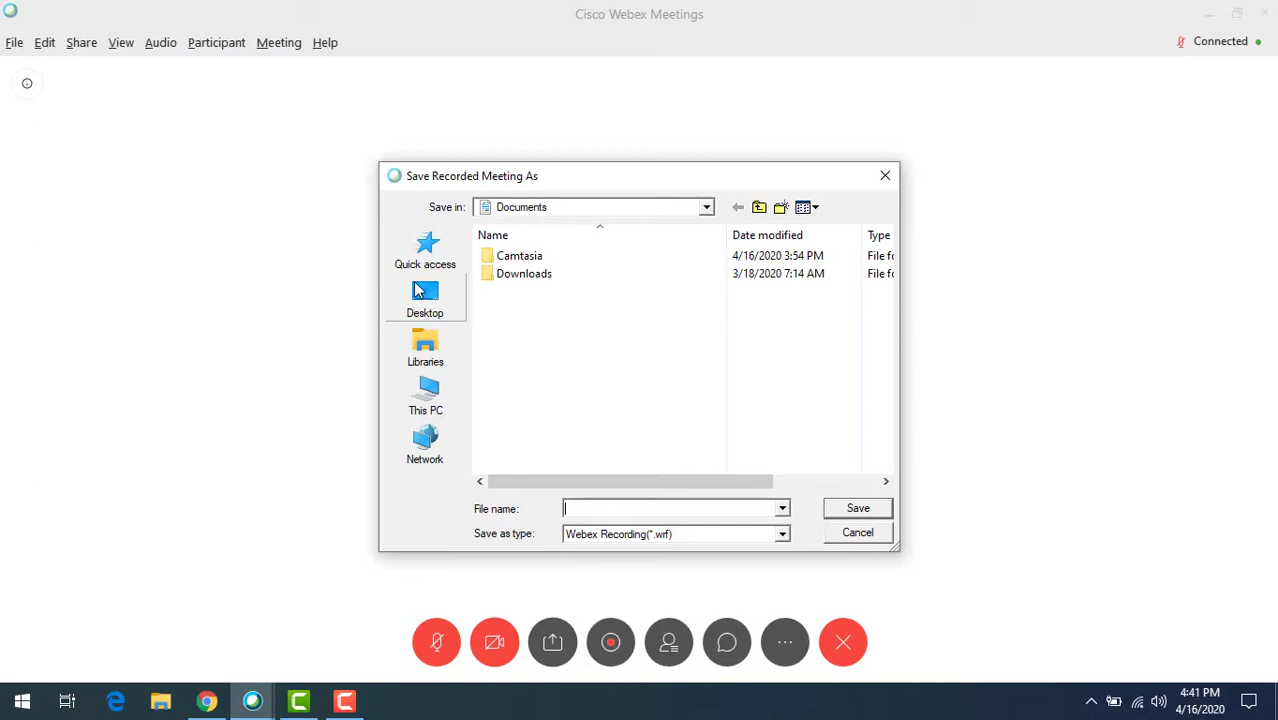 Cisco Webex Meetings
File Edit Share View Audio Participant Meeting Help
Connected
Save Recorded Meeting As
Save in: Documents
Name Date modified Type
Camtasia 4/16/2020 3:54 PM File fo
Downloads 3/18/2020 7:14 AM File fo
Quick access
Desktop
Libraries
This PC
Network
File name: Save
Save as type: Webex Recording(*.wrf) Cancel
4:41 PM
4/16/2020